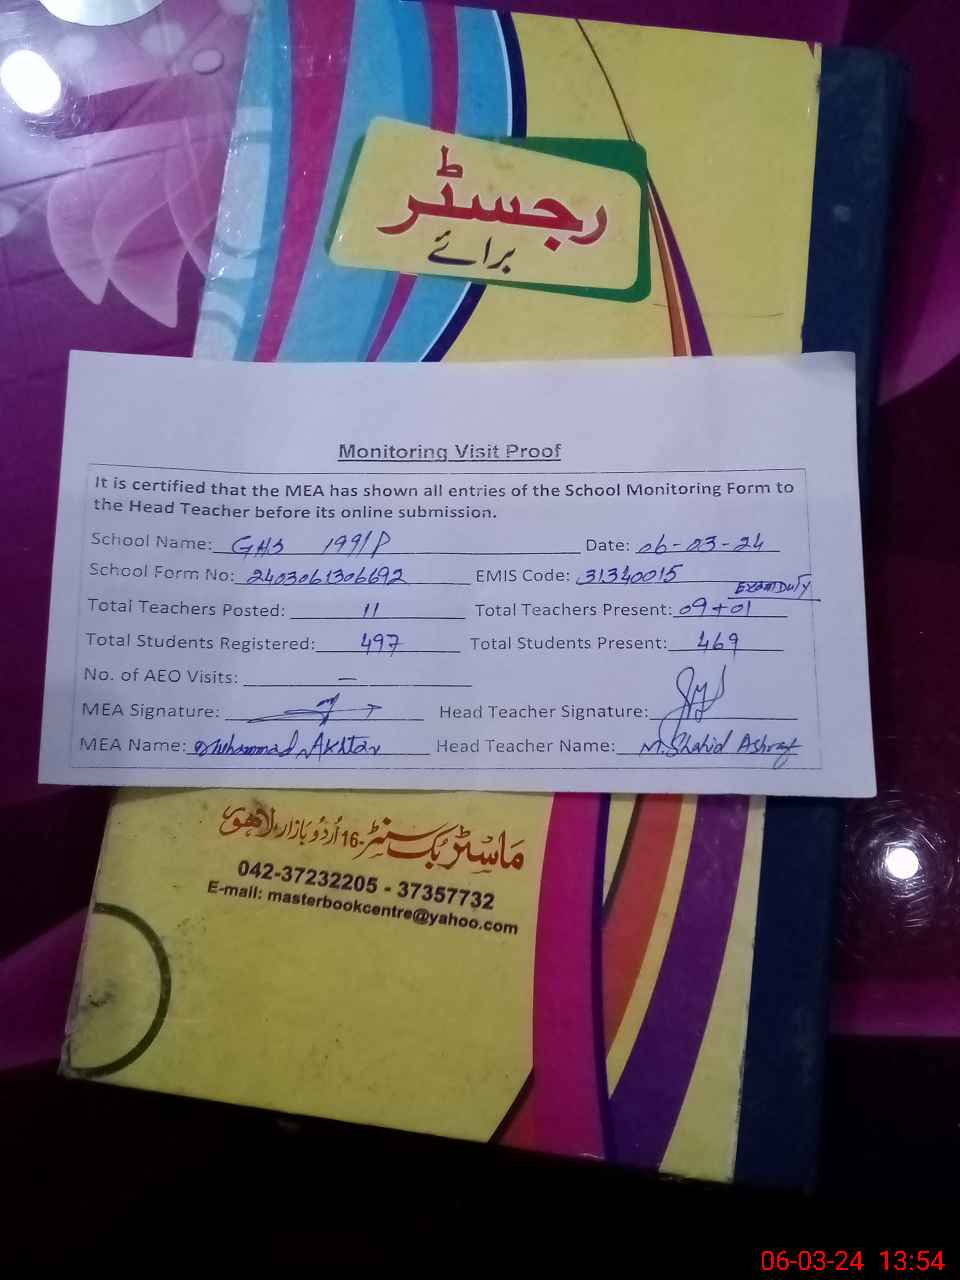 رجسٹر
برائے
Monitoring Visit Proof
It is certified that the MEA has shown all entries of the School Monitoring Form to
the Head Teacher before its online submission.
School Name: GHS 199/P Date: 06-03-24
School Form No: 2403061306692 EMIS Code: 31340015
Exam Duty
Total Teachers Posted: 11 Total Teachers Present: 09+01
Total Students Registered: 497 Total Students Present: 469
No. of AEO Visits: —
MEA Signature: Head Teacher Signature:
MEA Name: Muhammad Akhtar Head Teacher Name: M. Shahid Ashraf
ماسٹر بک سنٹر -16 اُردُو بازار، لاہور
042-37232205 - 37357732
E-mail: masterbookcentre@yahoo.com
06-03-24 13:54